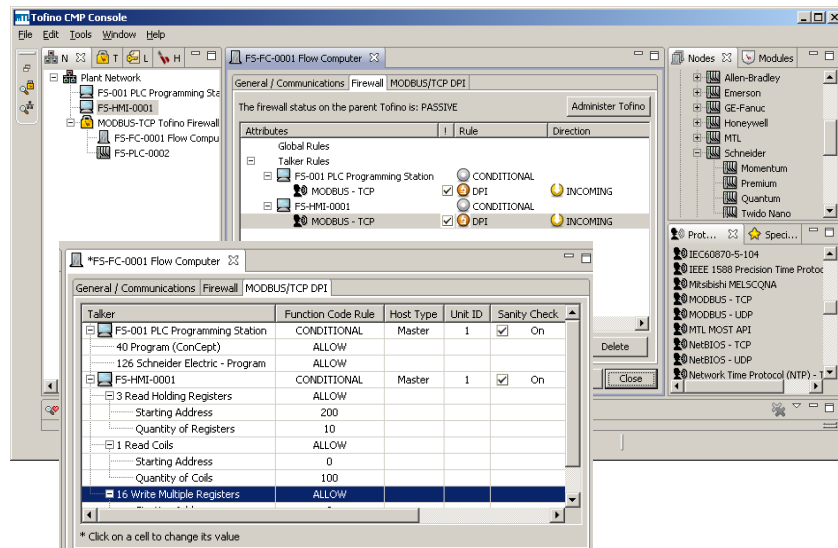 Tofino CMP Console
File Edit Tools Window Help
N T L H
Plant Network
FS-001 PLC Programming Sta
FS-HMI-0001
MODBUS-TCP Tofino Firewall
FS-FC-0001 Flow Compu
FS-PLC-0002
FS-FC-0001 Flow Computer
General / Communications Firewall MODBUS/TCP DPI
The firewall status on the parent Tofino is: PASSIVE Administer Tofino
Attributes ! Rule Direction
Global Rules
Talker Rules
FS-001 PLC Programming Station CONDITIONAL
MODBUS - TCP DPI INCOMING
FS-HMI-0001 CONDITIONAL
MODBUS - TCP DPI INCOMING
Delete
Close
Nodes Modules
Allen-Bradley
Emerson
GE-Fanuc
Honeywell
MTL
Schneider
Momentum
Premium
Quantum
Twido Nano
Prot... Speci...
IEC60870-5-104
IEEE 1588 Precision Time Protoc
Mitsibishi MELSCQNA
MODBUS - TCP
MODBUS - UDP
MTL MOST API
NetBIOS - TCP
NetBIOS - UDP
Network Time Protocol (NTP) - T
*FS-FC-0001 Flow Computer
General / Communications Firewall MODBUS/TCP DPI
Talker Function Code Rule Host Type Unit ID Sanity Check
FS-001 PLC Programming Station CONDITIONAL Master 1 On
40 Program (ConCept) ALLOW
126 Schneider Electric - Program ALLOW
FS-HMI-0001 CONDITIONAL Master 1 On
3 Read Holding Registers ALLOW
Starting Address 200
Quantity of Registers 10
1 Read Coils ALLOW
Starting Address 0
Quantity of Coils 100
16 Write Multiple Registers ALLOW
* Click on a cell to change its value